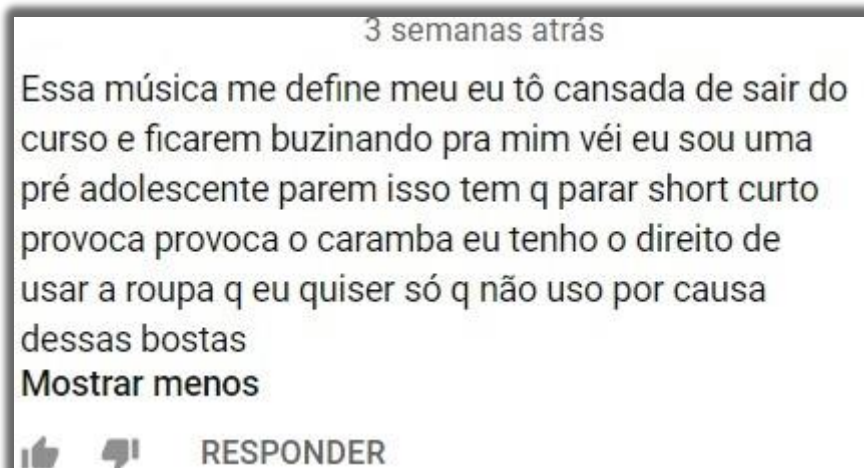 3 semanas atrás
Essa música me define meu eu tô cansada de sair do
curso e ficarem buzinando pra mim véi eu sou uma
pré adolescente parem isso tem q parar short curto
provoca provoca o caramba eu tenho o direito de
usar a roupa q eu quiser só q não uso por causa
dessas bostas
Mostrar menos
RESPONDER